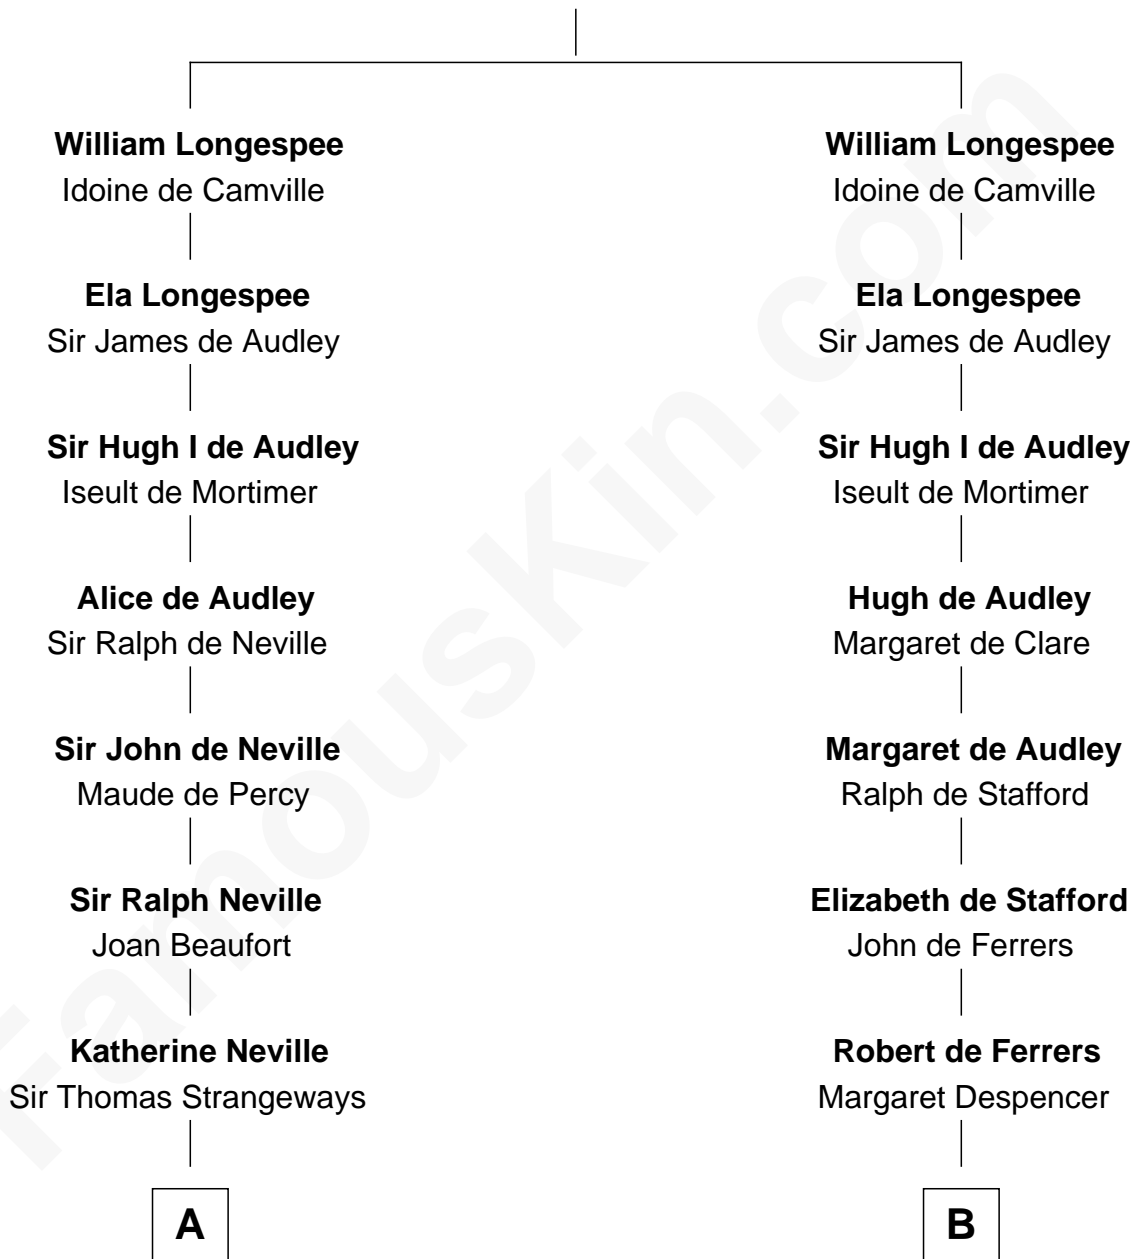 William Longespee
Idoine de Camville
Ela Longespee
Sir James de Audley
Sir Hugh I de Audley
Iseult de Mortimer
Alice de Audley
Sir Ralph de Neville
Sir John de Neville
Maude de Percy
Sir Ralph Neville
Joan Beaufort
Katherine Neville
Sir Thomas Strangeways
A
William Longespee
Idoine de Camville
Ela Longespee
Sir James de Audley
Sir Hugh I de Audley
Iseult de Mortimer
Hugh de Audley
Margaret de Clare
Margaret de Audley
Ralph de Stafford
Elizabeth de Stafford
John de Ferrers
Robert de Ferrers
Margaret Despencer
B
FamousKin.com